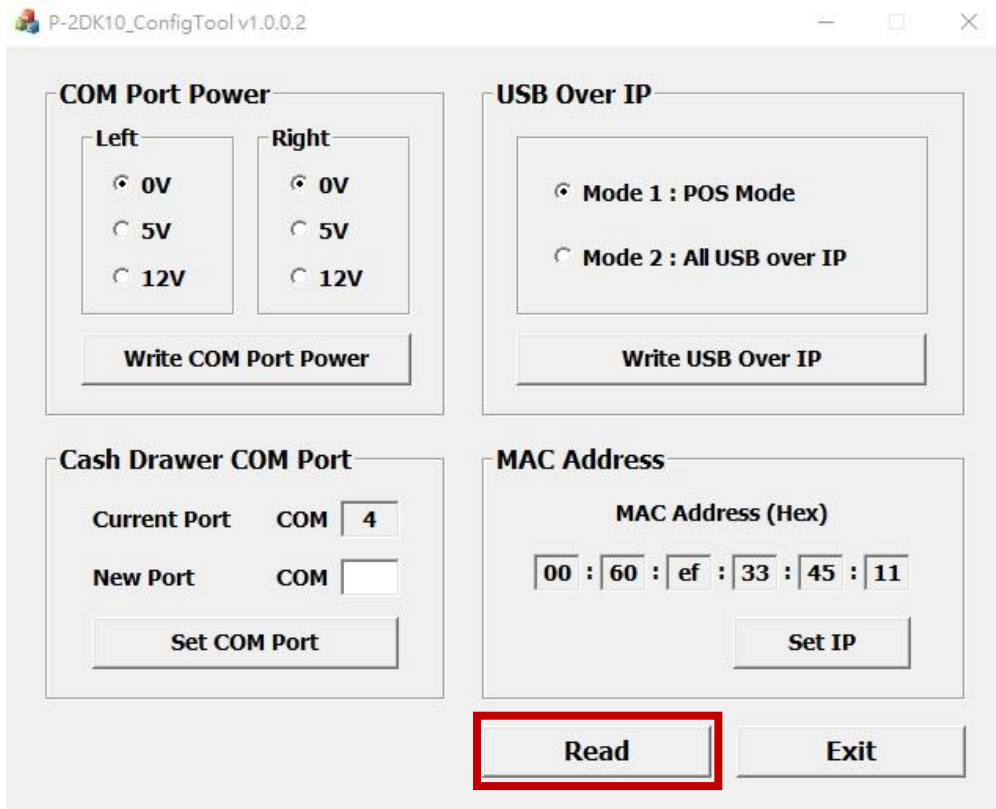 P-2DK10_ConfigTool v1.0.0.2
COM Port Power
Left
Right
0V
0V
5V
5V
12V
12V
Write COM Port Power
USB Over IP
Mode 1 : POS Mode
Mode 2 : All USB over IP
Write USB Over IP
Cash Drawer COM Port
Current Port COM 4
New Port COM
Set COM Port
MAC Address
MAC Address (Hex)
00 : 60 : ef : 33 : 45 : 11
Set IP
Read
Exit